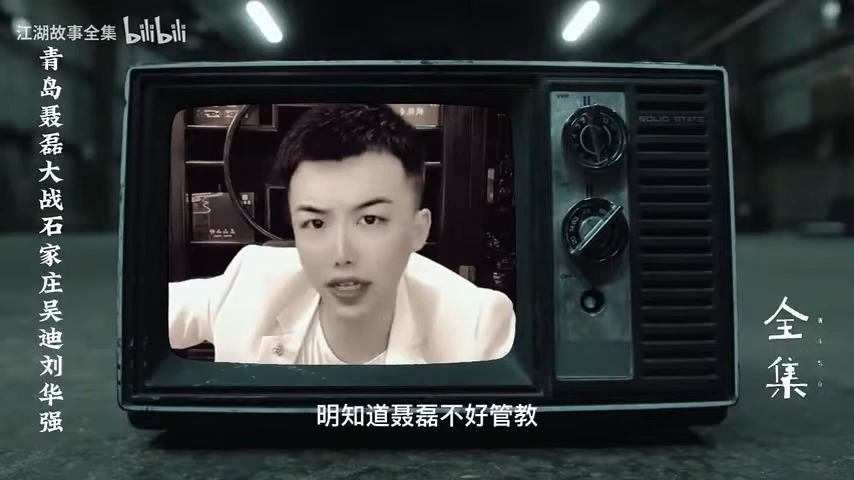 江湖故事全集 bilibili
青岛聂磊大战石家庄吴迪刘华强
VHF
SOLID STATE
全集
明知道聂磊不好管教